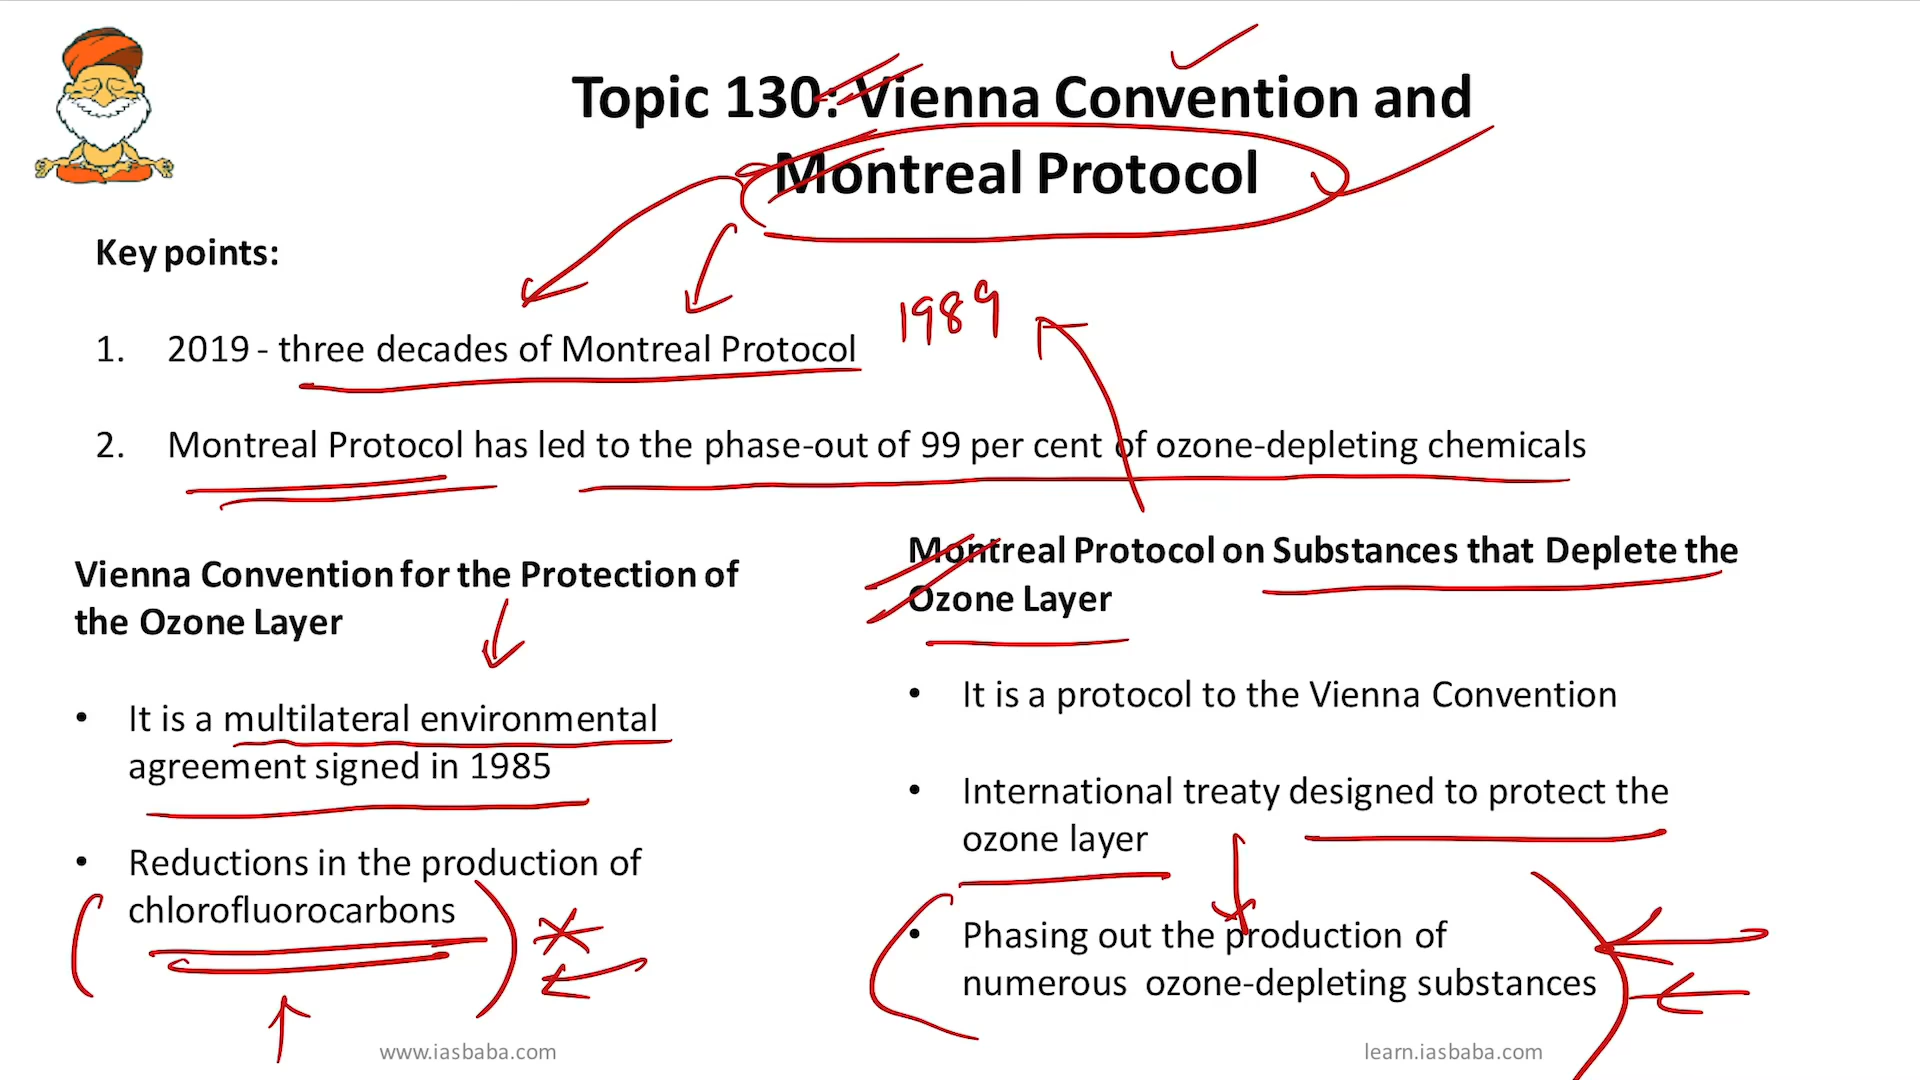 Topic 130: Vienna Convention and
Montreal Protocol
Key points:
1989
1. 2019 - three decades of Montreal Protocol
2. Montreal Protocol has led to the phase-out of 99 per cent of ozone-depleting chemicals
Vienna Convention for the Protection of
the Ozone Layer
• It is a multilateral environmental
agreement signed in 1985
• Reductions in the production of
chlorofluorocarbons
Montreal Protocol on Substances that Deplete the
Ozone Layer
• It is a protocol to the Vienna Convention
• International treaty designed to protect the
ozone layer
• Phasing out the production of
numerous ozone-depleting substances
www.iasbaba.com
learn.iasbaba.com